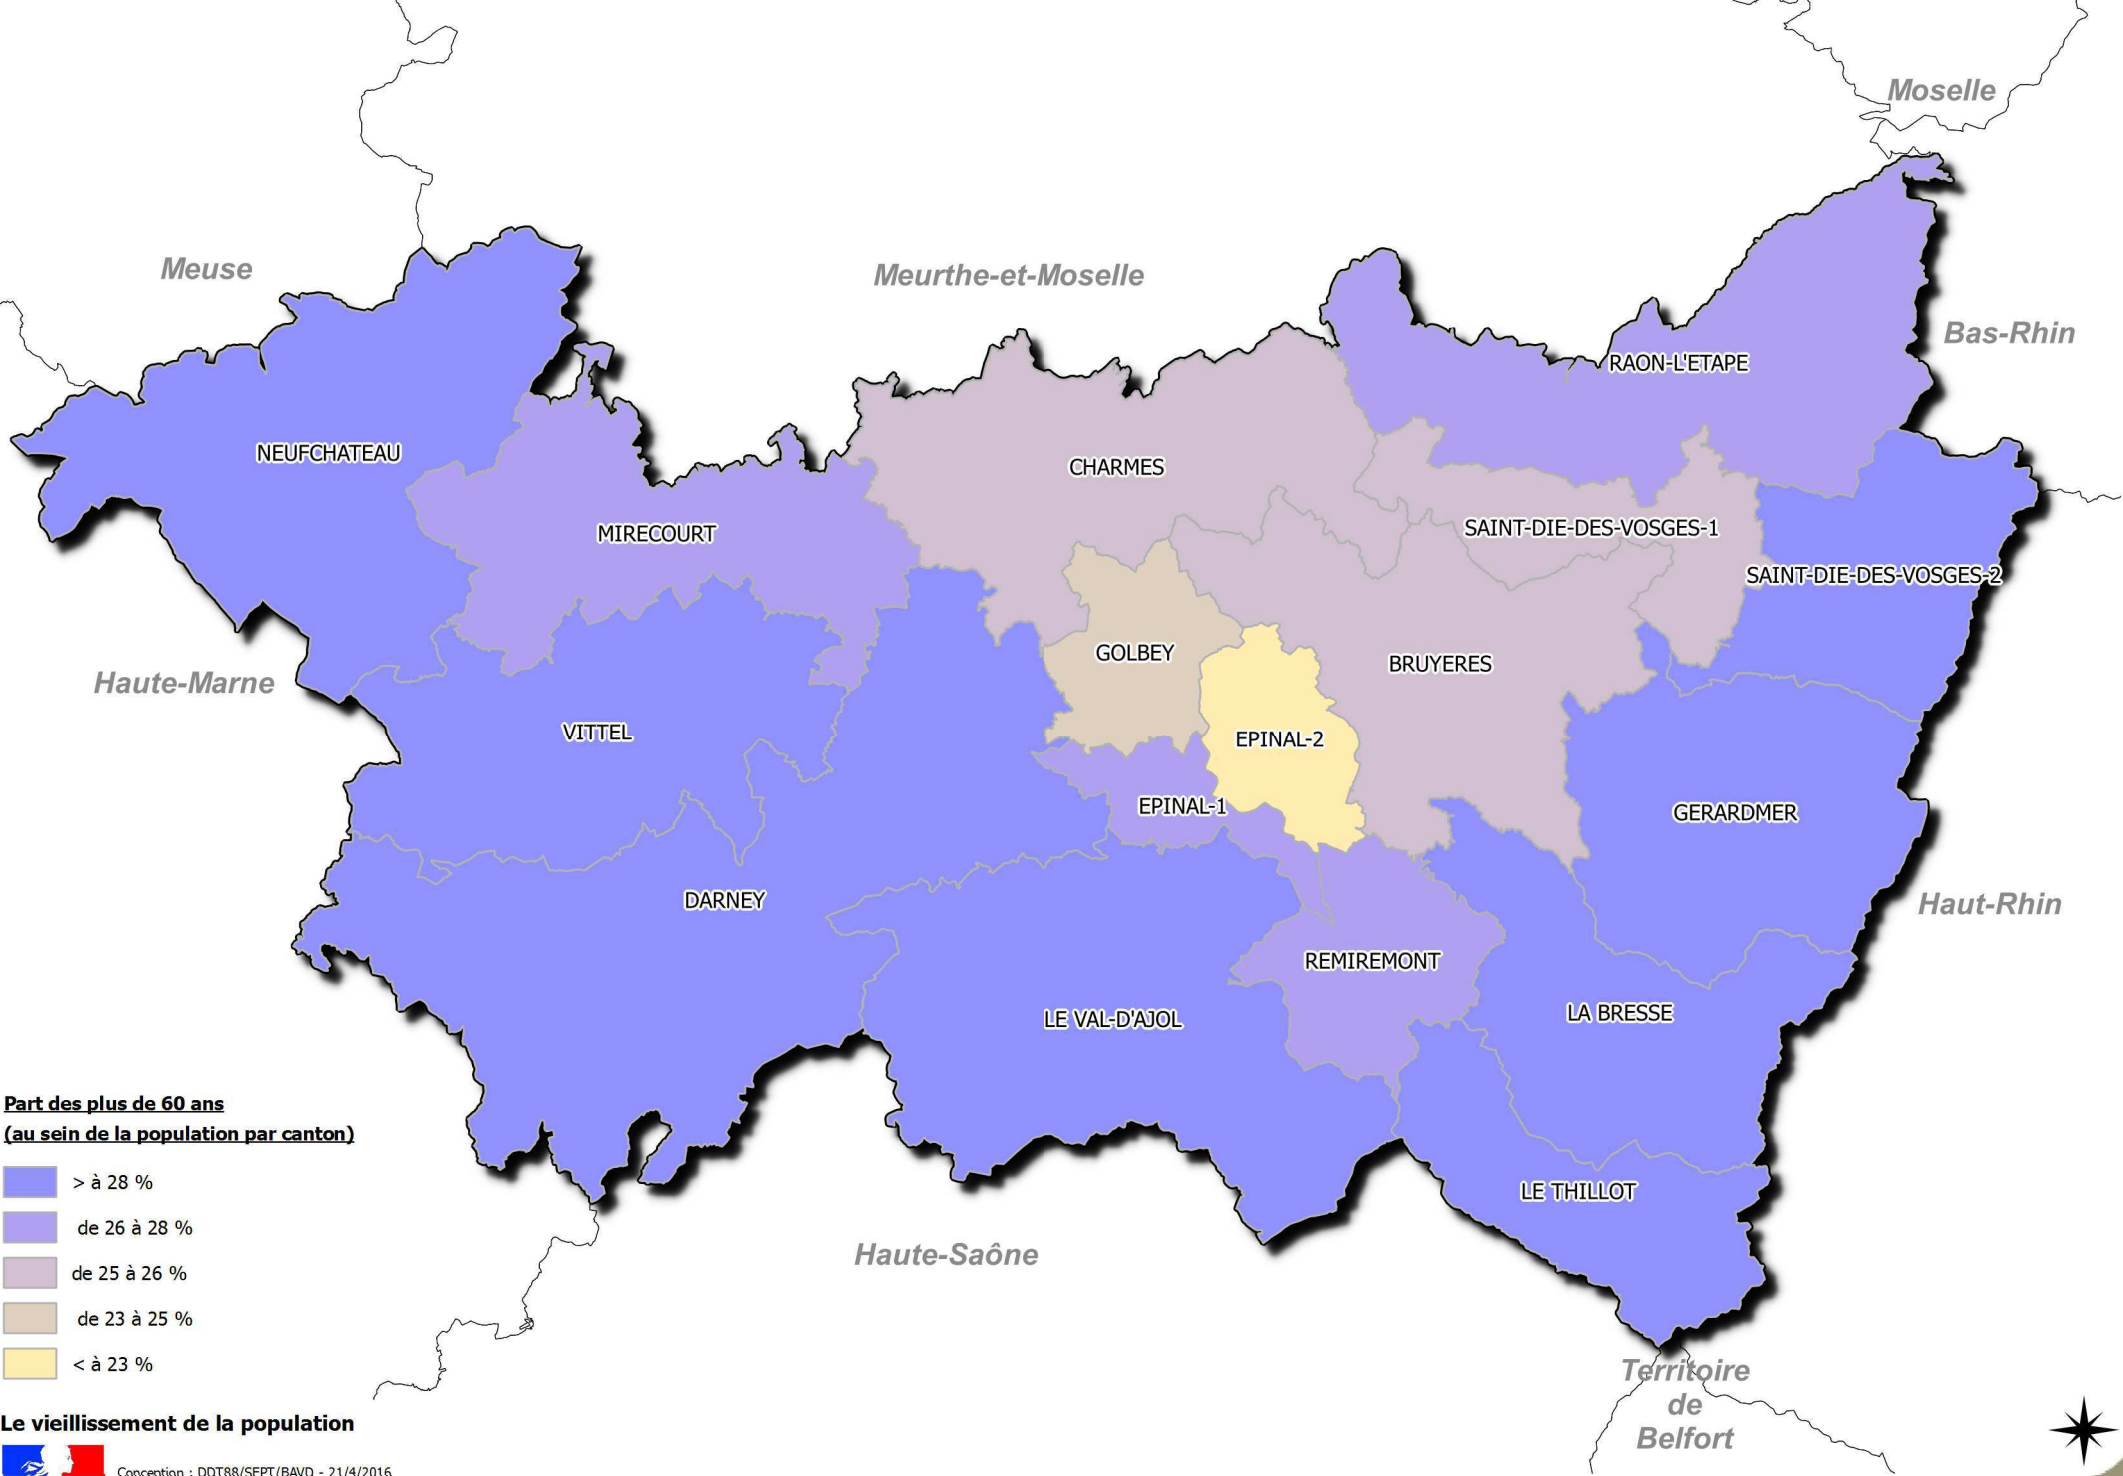 Moselle
Meuse
Meurthe-et-Moselle
Bas-Rhin
RAON-L'ETAPE
NEUFCHATEAU
CHARMES
MIRECOURT
SAINT-DIE-DES-VOSGES-1
SAINT-DIE-DES-VOSGES-2
GOLBEY
BRUYERES
Haute-Marne
VITTEL
EPINAL-2
EPINAL-1
GERARDMER
DARNEY
Haut-Rhin
REMIREMONT
LA BRESSE
LE VAL-D'AJOL
LE THILLOT
Haute-Saône
Territoire
de
Belfort
Part des plus de 60 ans
(au sein de la population par canton)
> à 28 %
de 26 à 28 %
de 25 à 26 %
de 23 à 25 %
< à 23 %
Le vieillissement de la population
Conception : DDT88/SEPT/BAVD - 21/4/2016